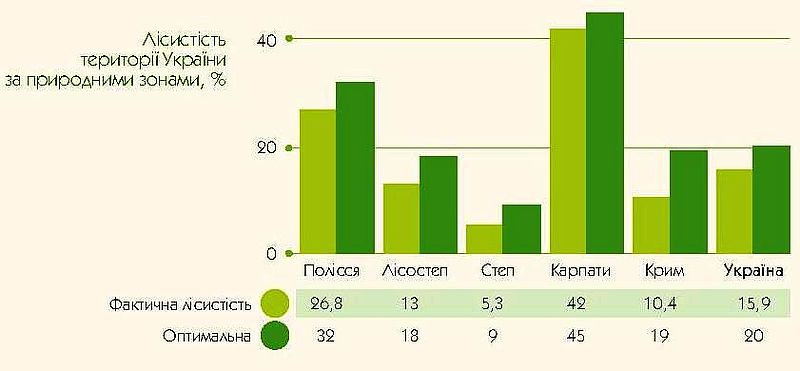 Лісистість
території України
за природними зонами, %
40
20
0
Полісся Лісостеп Степ Карпати Крим Україна
Фактична лісистість 26,8 13 5,3 42 10,4 15,9
Оптимальна 32 18 9 45 19 20